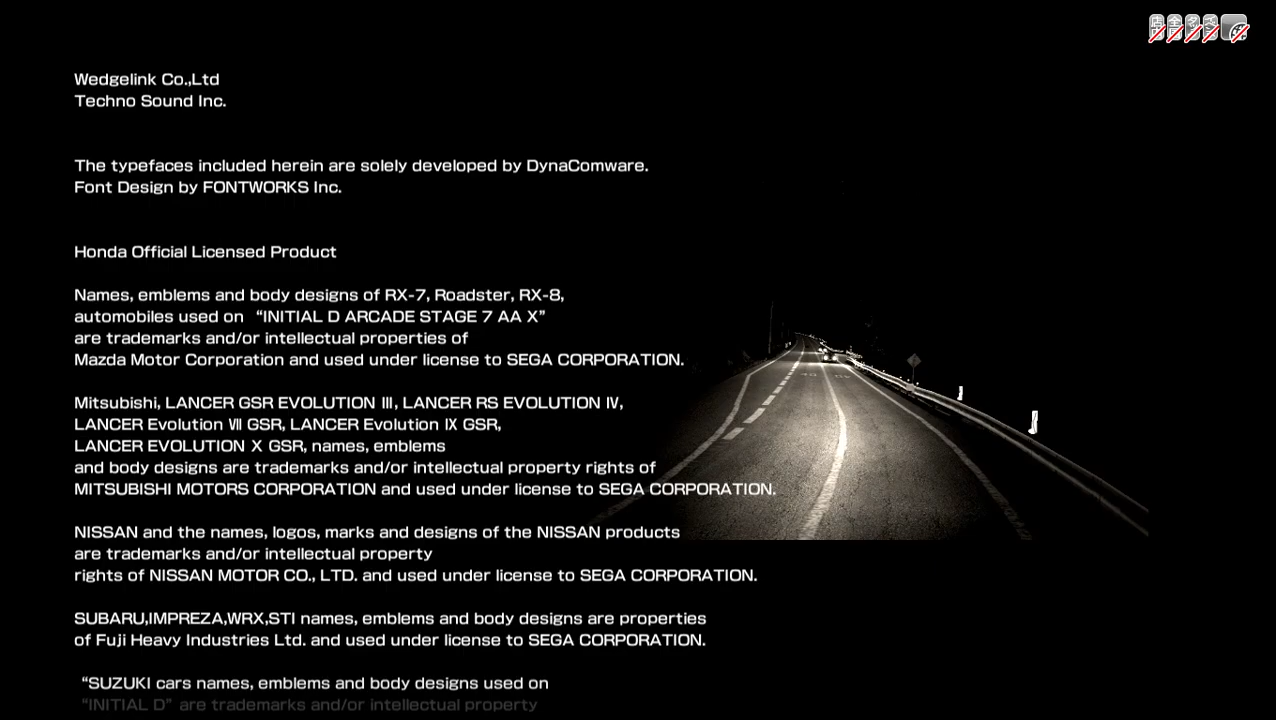 店 全
Wedgelink Co.,Ltd
Techno Sound Inc.
The typefaces included herein are solely developed by DynaComware.
Font Design by FONTWORKS Inc.
Honda Official Licensed Product
Names, emblems and body designs of RX-7, Roadster, RX-8,
automobiles used on “INITIAL D ARCADE STAGE 7 AA X”
are trademarks and/or intellectual properties of
Mazda Motor Corporation and used under license to SEGA CORPORATION.
Mitsubishi, LANCER GSR EVOLUTION Ⅲ, LANCER RS EVOLUTION Ⅳ,
LANCER Evolution Ⅶ GSR, LANCER Evolution Ⅸ GSR,
LANCER EVOLUTION Ⅹ GSR, names, emblems
and body designs are trademarks and/or intellectual property rights of
MITSUBISHI MOTORS CORPORATION and used under license to SEGA CORPORATION.
NISSAN and the names, logos, marks and designs of the NISSAN products
are trademarks and/or intellectual property
rights of NISSAN MOTOR CO., LTD. and used under license to SEGA CORPORATION.
SUBARU,IMPREZA,WRX,STI names, emblems and body designs are properties
of Fuji Heavy Industries Ltd. and used under license to SEGA CORPORATION.
“SUZUKI cars names, emblems and body designs used on
“INITIAL D” are trademarks and/or intellectual property